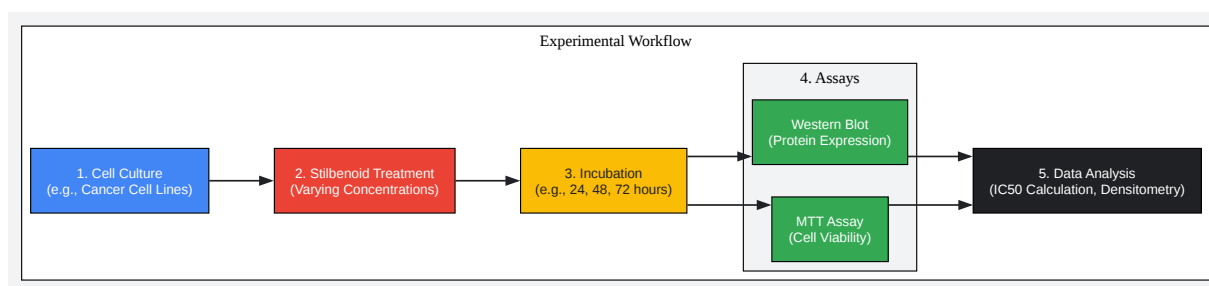 Experimental Workflow
1. Cell Culture
(e.g., Cancer Cell Lines)
2. Stilbenoid Treatment
(Varying Concentrations)
3. Incubation
(e.g., 24, 48, 72 hours)
4. Assays
Western Blot
(Protein Expression)
MTT Assay
(Cell Viability)
5. Data Analysis
(IC50 Calculation, Densitometry)